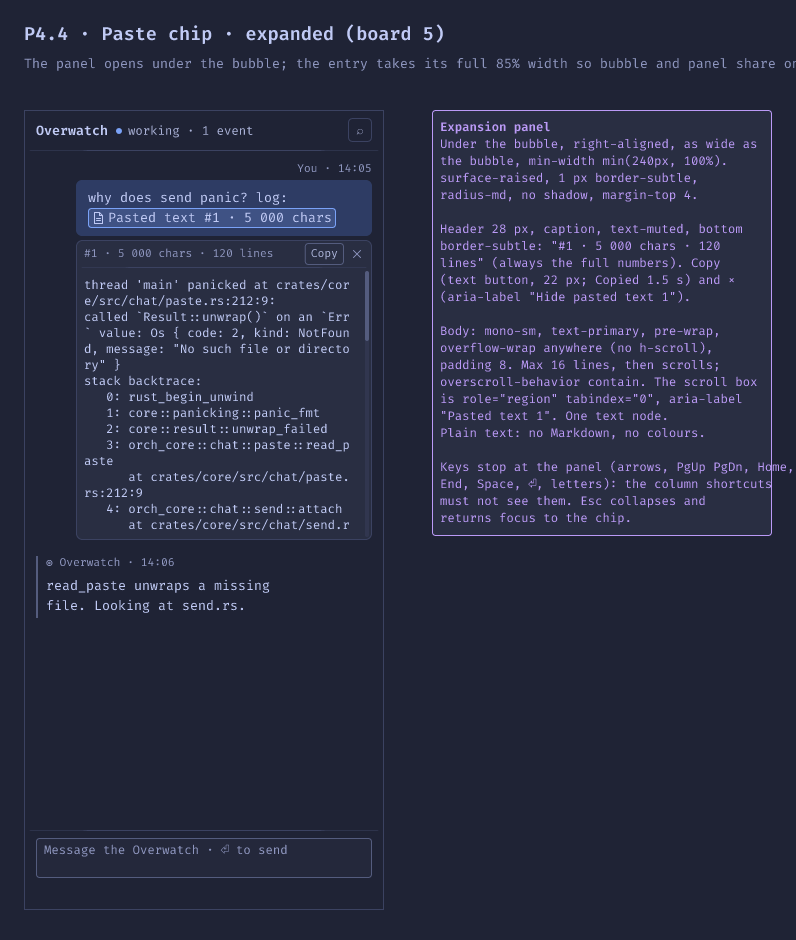 P4.4 · Paste chip · expanded (board 5)
The panel opens under the bubble; the entry takes its full 85% width so bubble and panel share
Overwatch ● working · 1 event
⌕
You · 14:05
why does send panic? log:
Pasted text #1 · 5 000 chars
#1 · 5 000 chars · 120 lines Copy ×
thread 'main' panicked at crates/cor
e/src/chat/paste.rs:212:9:
called `Result::unwrap()` on an `Err
` value: Os { code: 2, kind: NotFoun
d, message: "No such file or directo
ry" }
stack backtrace:
0: rust_begin_unwind
1: core::panicking::panic_fmt
2: core::result::unwrap_failed
3: orch_core::chat::paste::read_p
aste
at crates/core/src/chat/paste.
rs:212:9
4: orch_core::chat::send::attach
at crates/core/src/chat/send.r
◎ Overwatch · 14:06
read_paste unwraps a missing
file. Looking at send.rs.
Message the Overwatch · ⏎ to send
Expansion panel
Under the bubble, right-aligned, as wide as
the bubble, min-width min(240px, 100%).
surface-raised, 1 px border-subtle,
radius-md, no shadow, margin-top 4.
Header 28 px, caption, text-muted, bottom
border-subtle: "#1 · 5 000 chars · 120
lines" (always the full numbers). Copy
(text button, 22 px; Copied 1.5 s) and ×
(aria-label "Hide pasted text 1").
Body: mono-sm, text-primary, pre-wrap,
overflow-wrap anywhere (no h-scroll),
padding 8. Max 16 lines, then scrolls;
overscroll-behavior contain. The scroll box
is role="region" tabindex="0", aria-label
"Pasted text 1". One text node.
Plain text: no Markdown, no colours.
Keys stop at the panel (arrows, PgUp PgDn, Home,
End, Space, ⏎, letters): the column shortcuts
must not see them. Esc collapses and
returns focus to the chip.